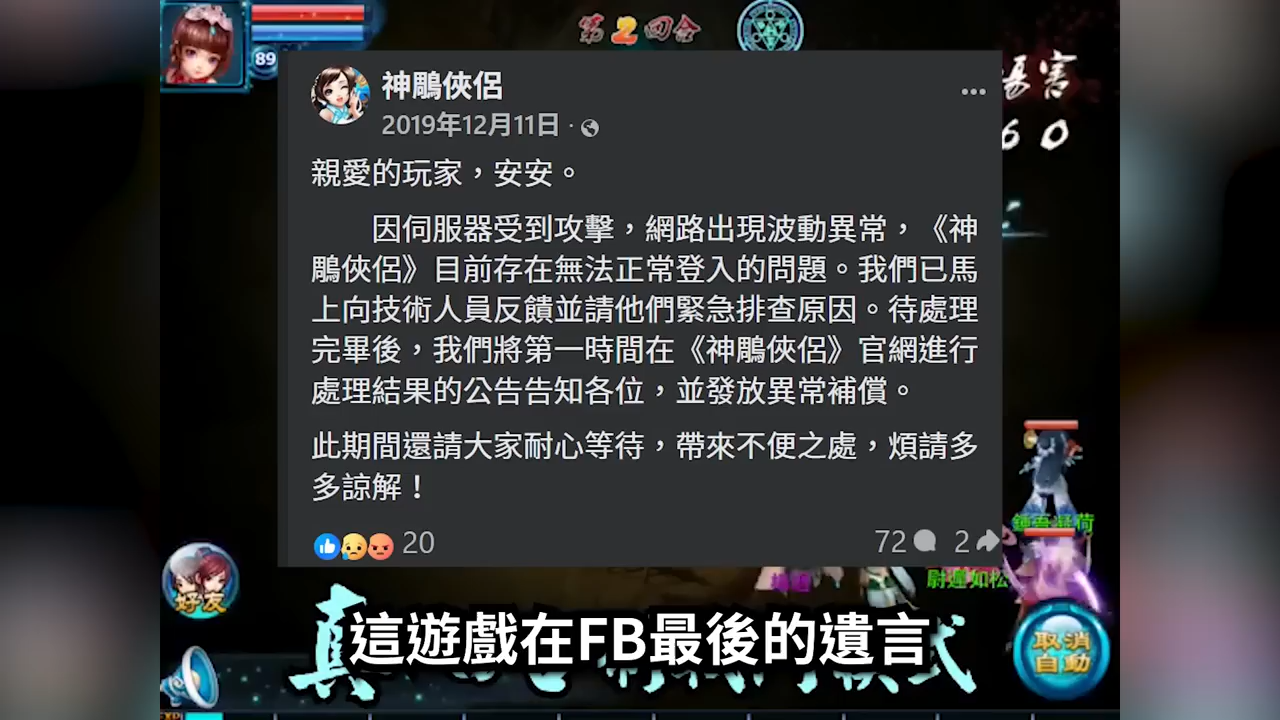 第2回合
89
傷害
60
神鵰俠侶
2019年12月11日
親愛的玩家，安安。
因伺服器受到攻擊，網路出現波動異常，《神
鵰俠侶》目前存在無法正常登入的問題。我們已馬
上向技術人員反饋並請他們緊急排查原因。待處理
完畢後，我們將第一時間在《神鵰俠侶》官網進行
處理結果的公告告知各位，並發放異常補償。
此期間還請大家耐心等待，帶來不便之處，煩請多
多諒解！
20
72
2
尉遲如松
好友
這遊戲在FB最後的遺言
取消
自動
EXP